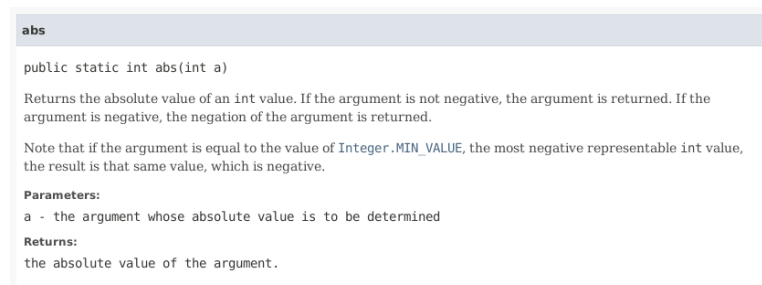 abs
public static int abs(int a)
Returns the absolute value of an int value. If the argument is not negative, the argument is returned. If the
argument is negative, the negation of the argument is returned.
Note that if the argument is equal to the value of Integer.MIN_VALUE, the most negative representable int value,
the result is that same value, which is negative.
Parameters:
a - the argument whose absolute value is to be determined
Returns:
the absolute value of the argument.